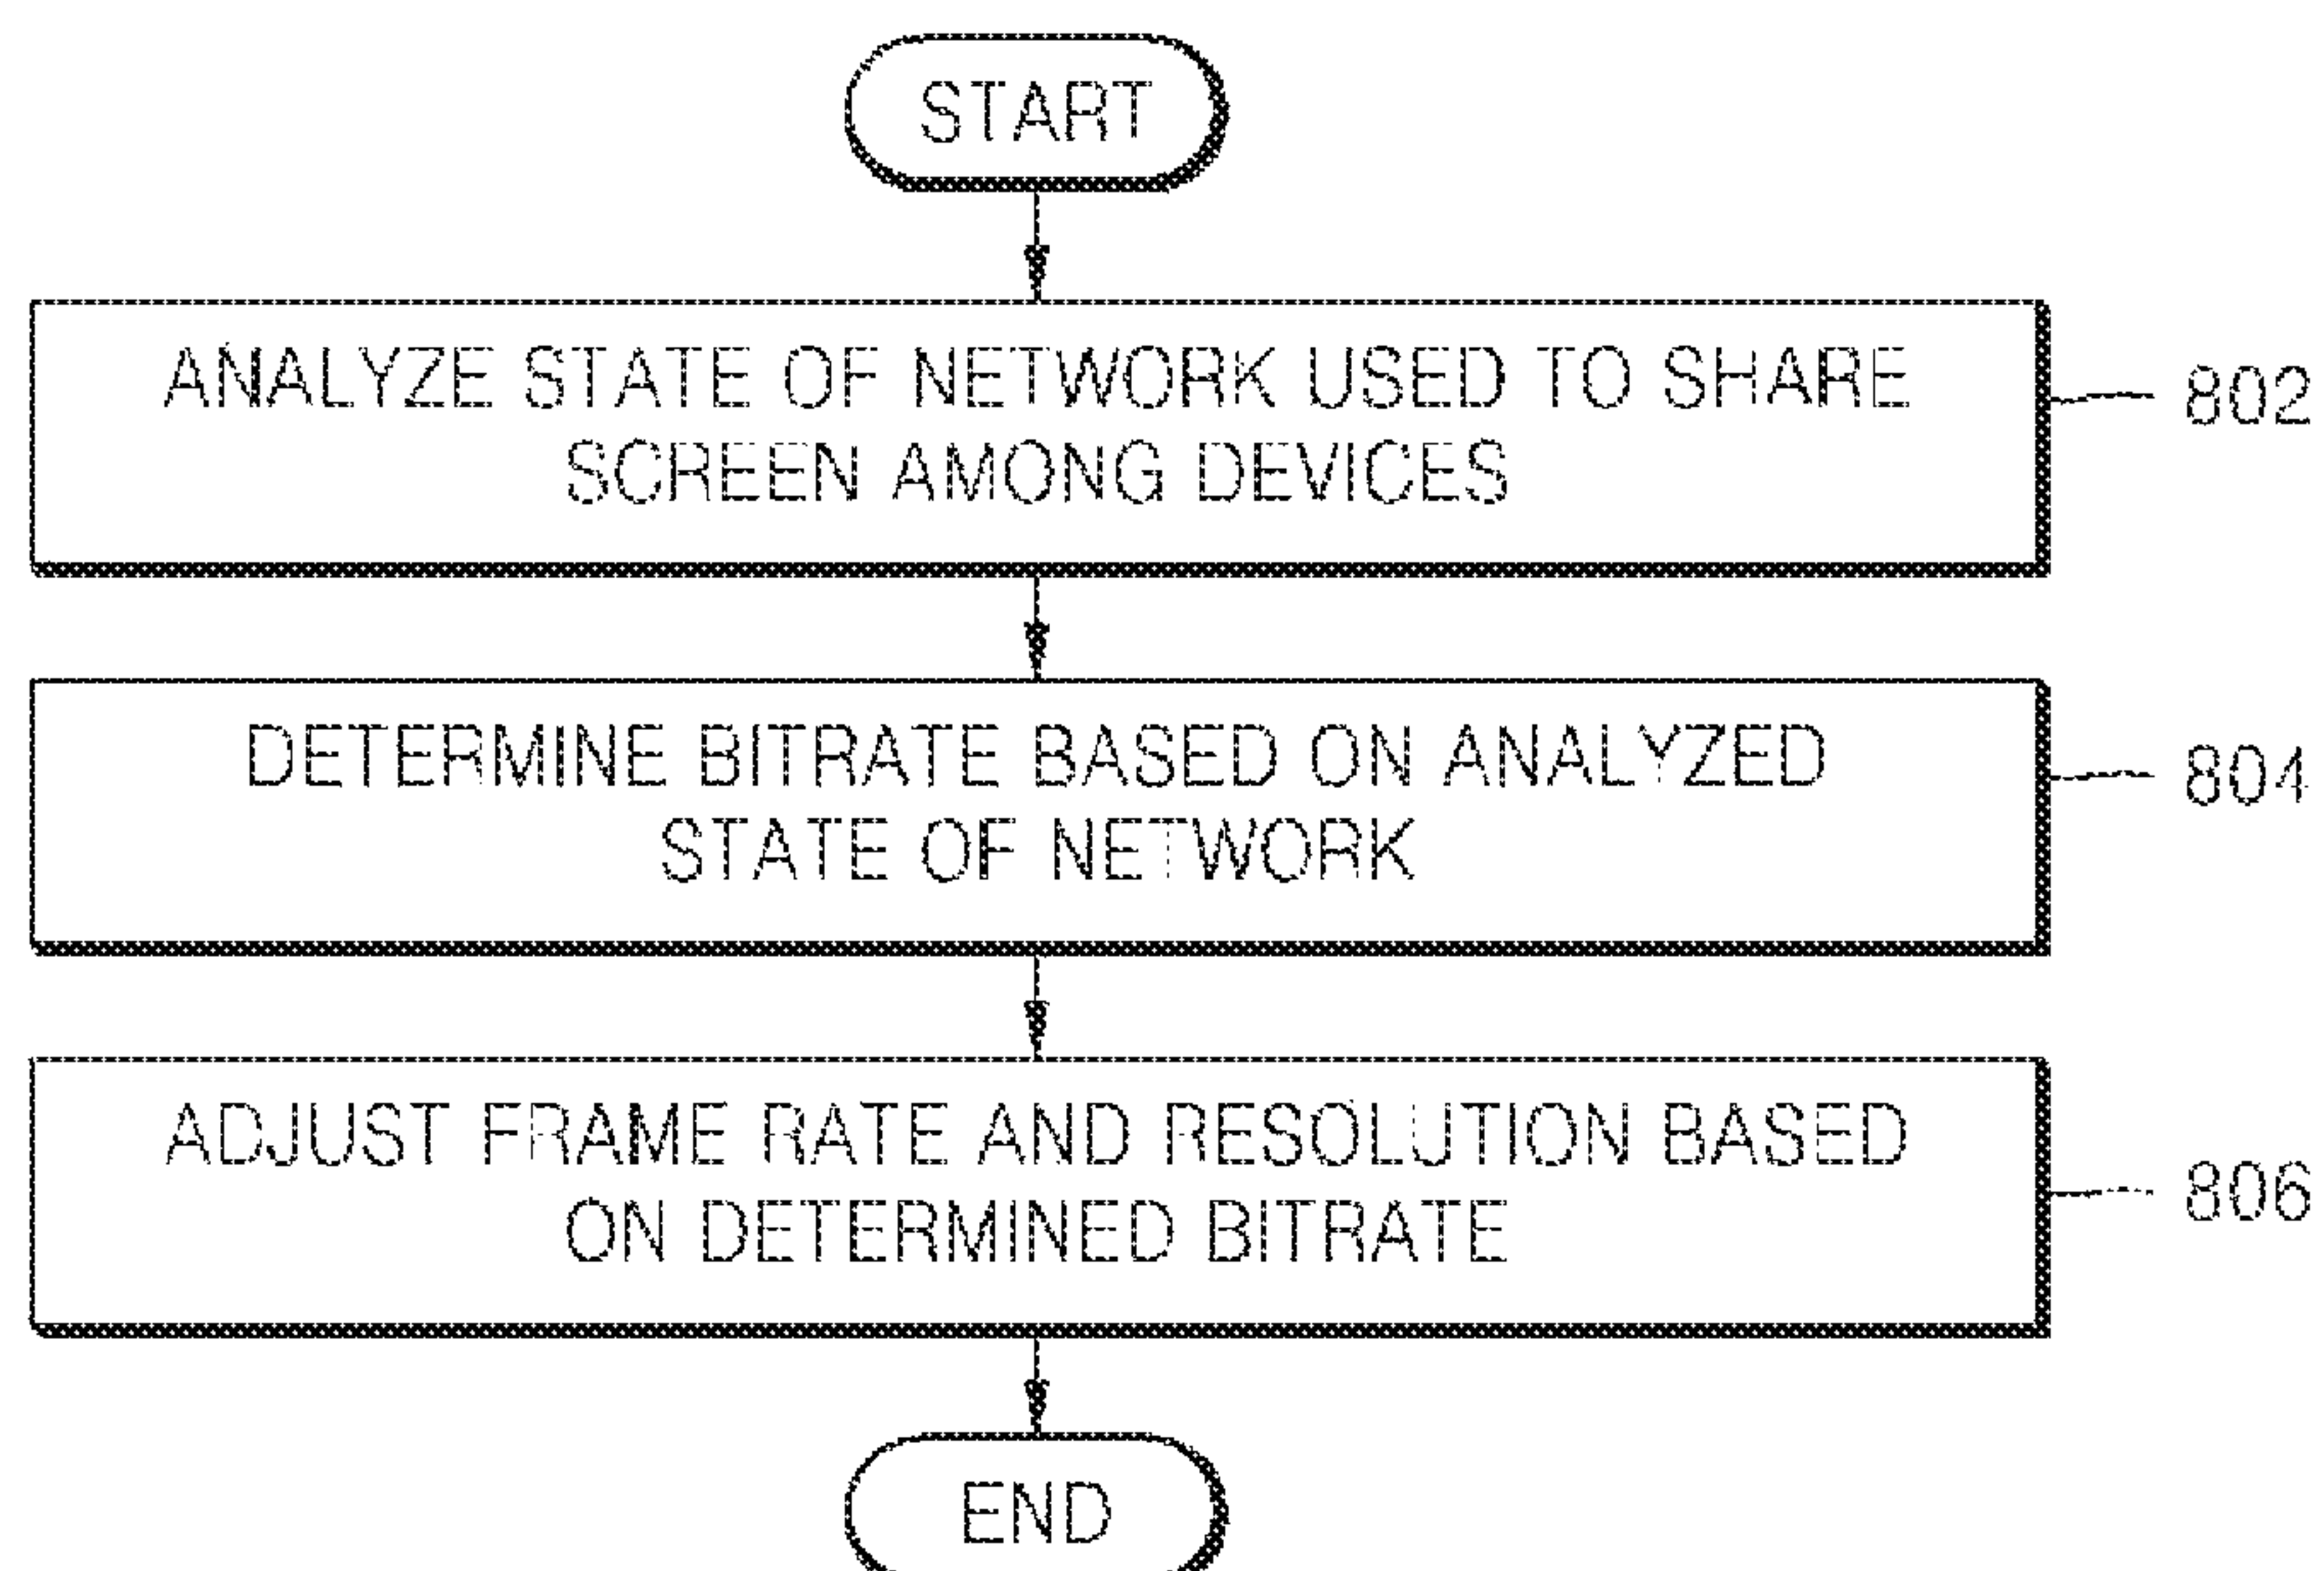 START
ANALYZE STATE OF NETWORK USED TO SHARE
SCREEN AMONG DEVICES
802
DETERMINE BITRATE BASED ON ANALYZED
STATE OF NETWORK
804
ADJUST FRAME RATE AND RESOLUTION BASED
ON DETERMINED BITRATE
806
END